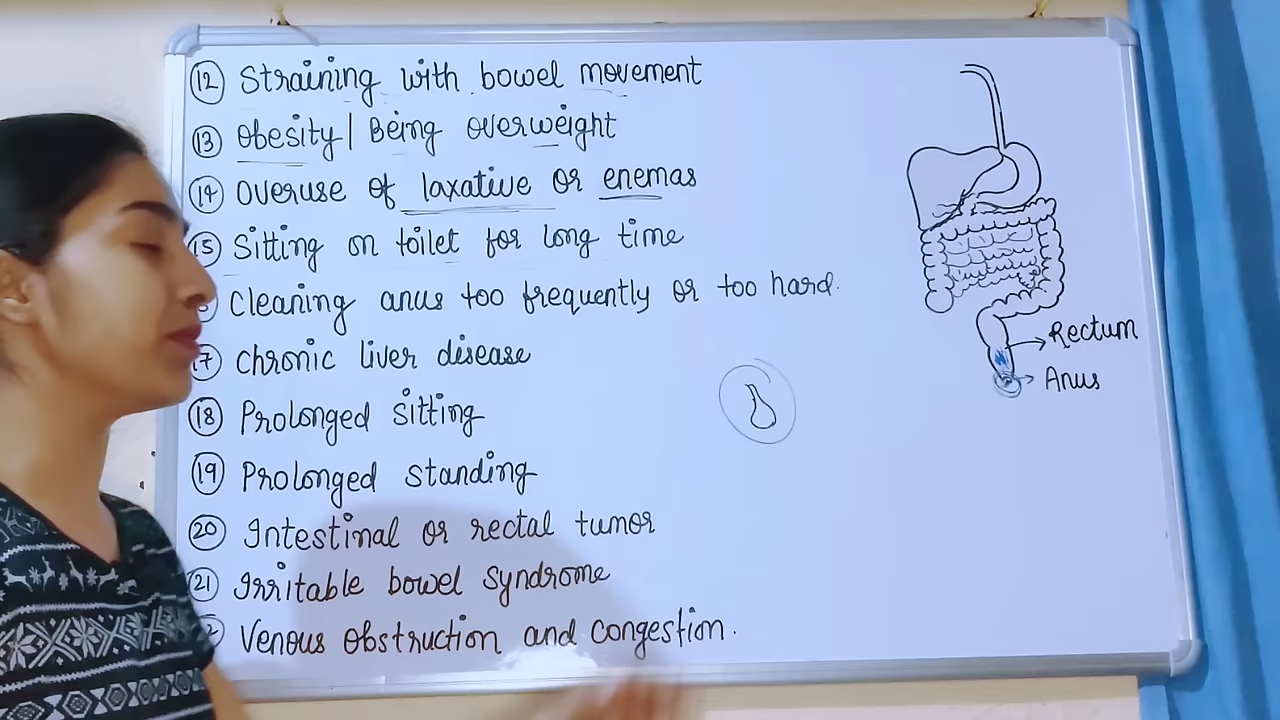 12 Straining with bowel movement
13 Obesity | Being overweight
14 Overuse of laxative or enemas
15 Sitting on toilet for long time
Cleaning anus too frequently or too hard.
17 Chronic liver disease
18 Prolonged sitting
19 Prolonged standing
20 Intestinal or rectal tumor
21 Irritable bowel syndrome
Venous obstruction and congestion.
Rectum
Anus